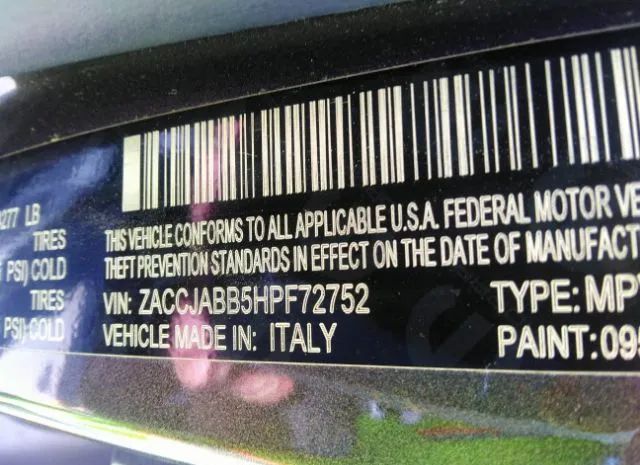 277 LB
TIRES
PSI) COLD
TIRES
PSI) COLD
THIS VEHICLE CONFORMS TO ALL APPLICABLE U.S.A. FEDERAL MOTOR VE
THEFT PREVENTION STANDARDS IN EFFECT ON THE DATE OF MANUFACT
VIN: ZACCJABB5HPF72752 TYPE: MP
VEHICLE MADE IN: ITALY PAINT: 095